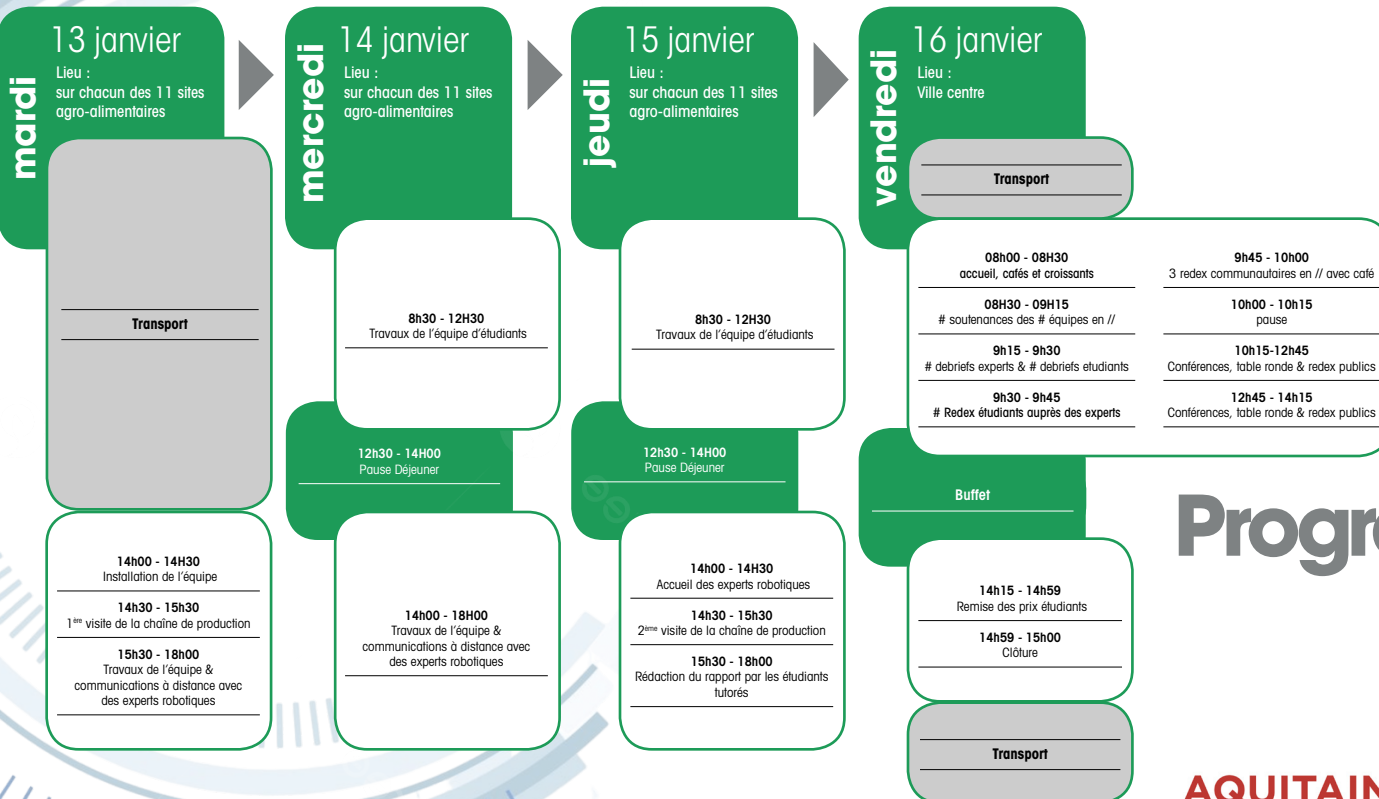 mardi
13 janvier
Lieu :
sur chacun des 11 sites
agro-alimentaires
Transport
14h00 - 14H30
Installation de l'équipe
14h30 - 15h30
1ère visite de la chaîne de production
15h30 - 18h00
Travaux de l'équipe &
communications à distance avec
des experts robotiques
mercredi
14 janvier
Lieu :
sur chacun des 11 sites
agro-alimentaires
8h30 - 12H30
Travaux de l'équipe d'étudiants
12h30 - 14H00
Pause Déjeuner
14h00 - 18H00
Travaux de l'équipe &
communications à distance avec
des experts robotiques
jeudi
15 janvier
Lieu :
sur chacun des 11 sites
agro-alimentaires
8h30 - 12H30
Travaux de l'équipe d'étudiants
12h30 - 14H00
Pause Déjeuner
14h00 - 14H30
Accueil des experts robotiques
14h30 - 15h30
2ème visite de la chaîne de production
15h30 - 18h00
Rédaction du rapport par les étudiants
tutorés
vendredi
16 janvier
Lieu :
Ville centre
Transport
08h00 - 08H30
accueil, cafés et croissants
08H30 - 09H15
# soutenances des # équipes en //
9h15 - 9h30
# debriefs experts & # debriefs etudiants
9h30 - 9h45
# Redex étudiants auprès des experts
9h45 - 10h00
3 redex communautaires en // avec café
10h00 - 10h15
pause
10h15-12h45
Conférences, table ronde & redex publics
12h45 - 14h15
Conférences, table ronde & redex publics
Buffet
14h15 - 14h59
Remise des prix étudiants
14h59 - 15h00
Clôture
Transport
Progr
AQUITAIN